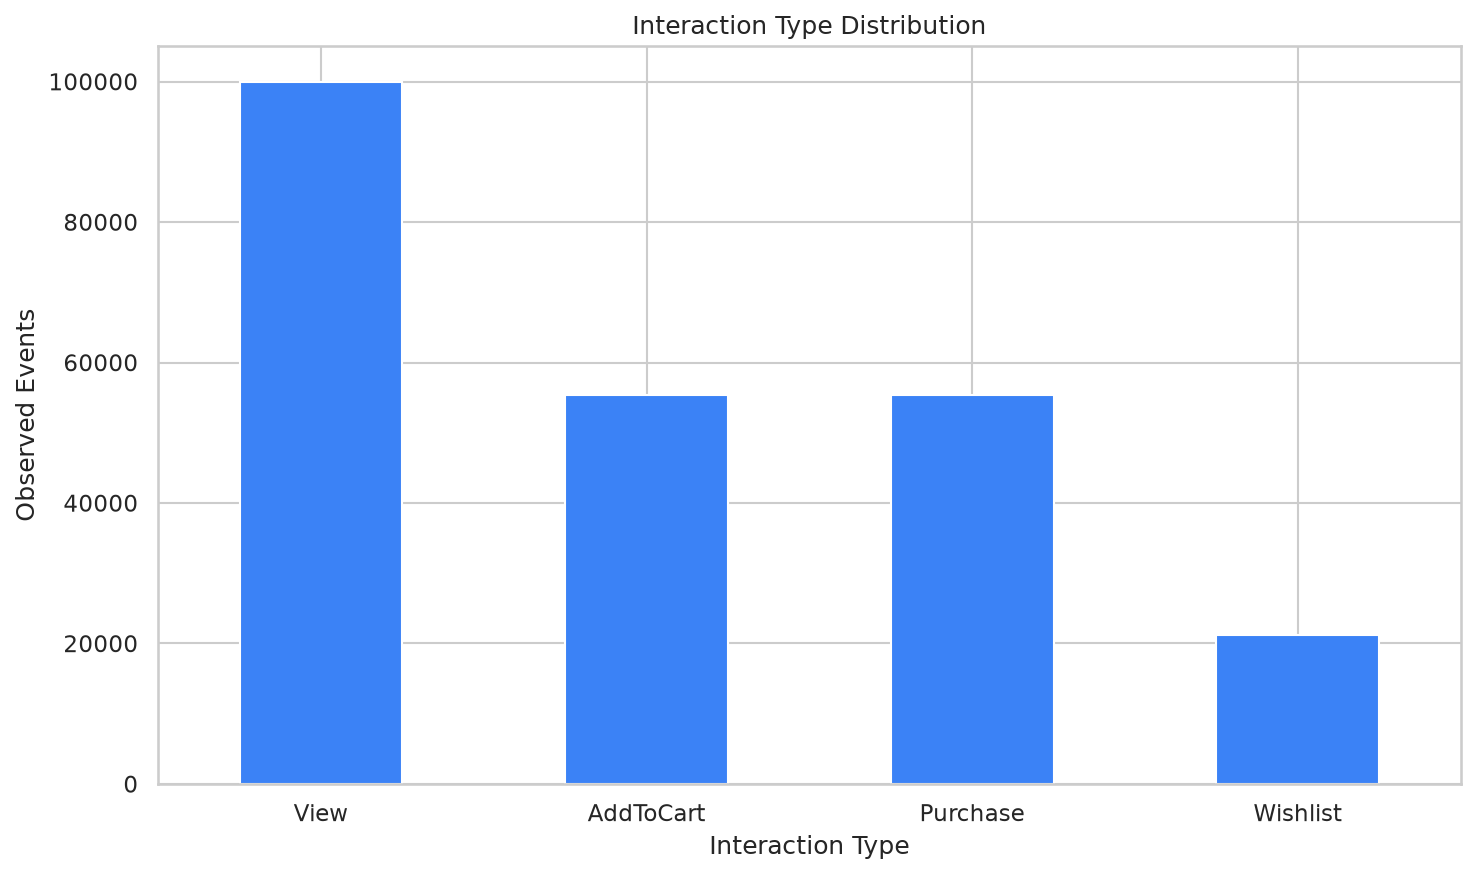 Interaction Type Distribution
Observed Events
100000
80000
60000
40000
20000
0
View AddToCart Purchase Wishlist
Interaction Type